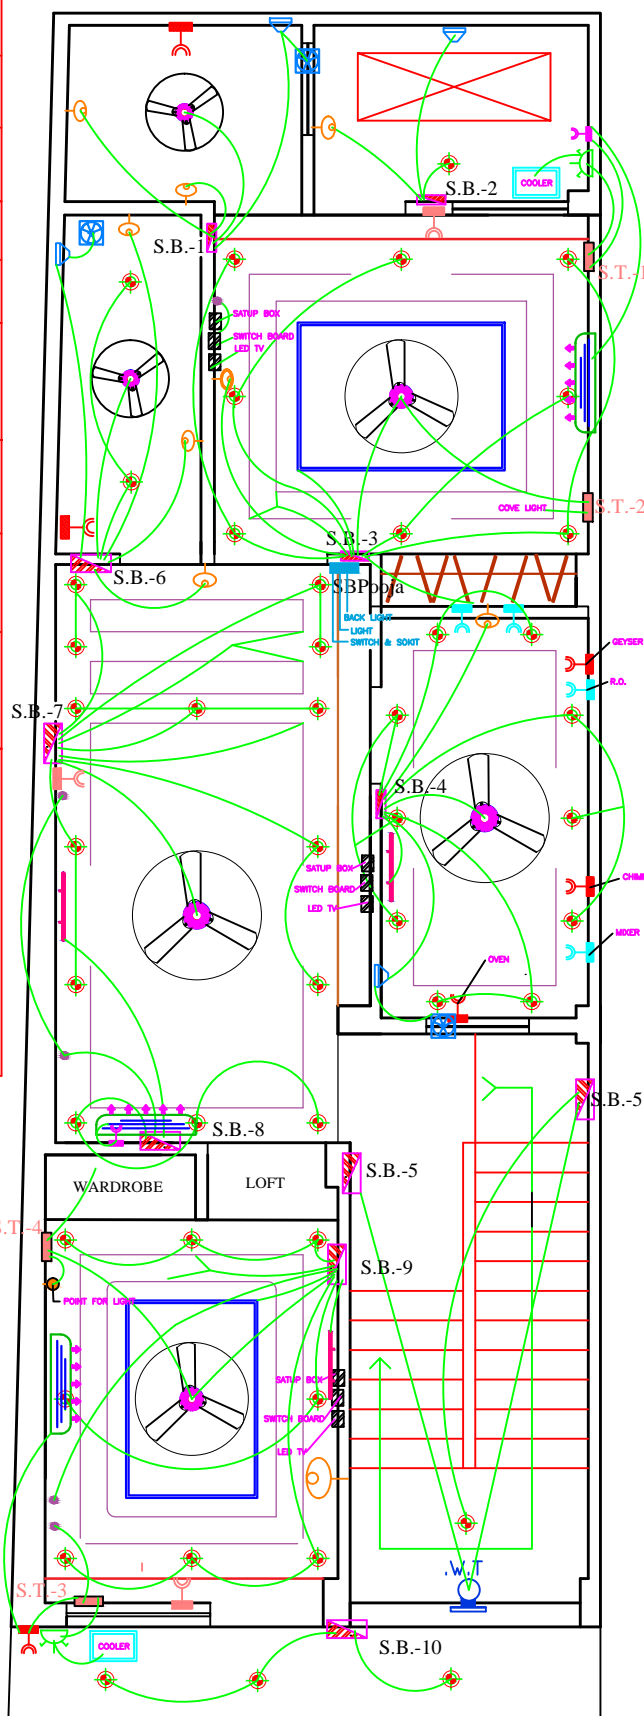 COOLER
S.B.-2
S.B.-1
S.T.-1
SATUP BOX
SWITCH BOARD
LED TV
COVE LIGHT
S.T.-2
S.B.-3
S.B.-6
SBPooja
BACK LIGHT
LIGHT
SWITCH & SOKIT
GEYSER
R.O.
S.B.-7
S.B.-4
SATUP BOX
SWITCH BOARD
LED TV
CHIM
MIXER
OVEN
S.B.-5
S.B.-8
S.B.-5
WARDROBE
LOFT
S.T.-4
S.B.-9
POINT FOR LIGHT
SATUP BOX
SWITCH BOARD
LED TV
.W.T
S.T.-3
COOLER
S.B.-10